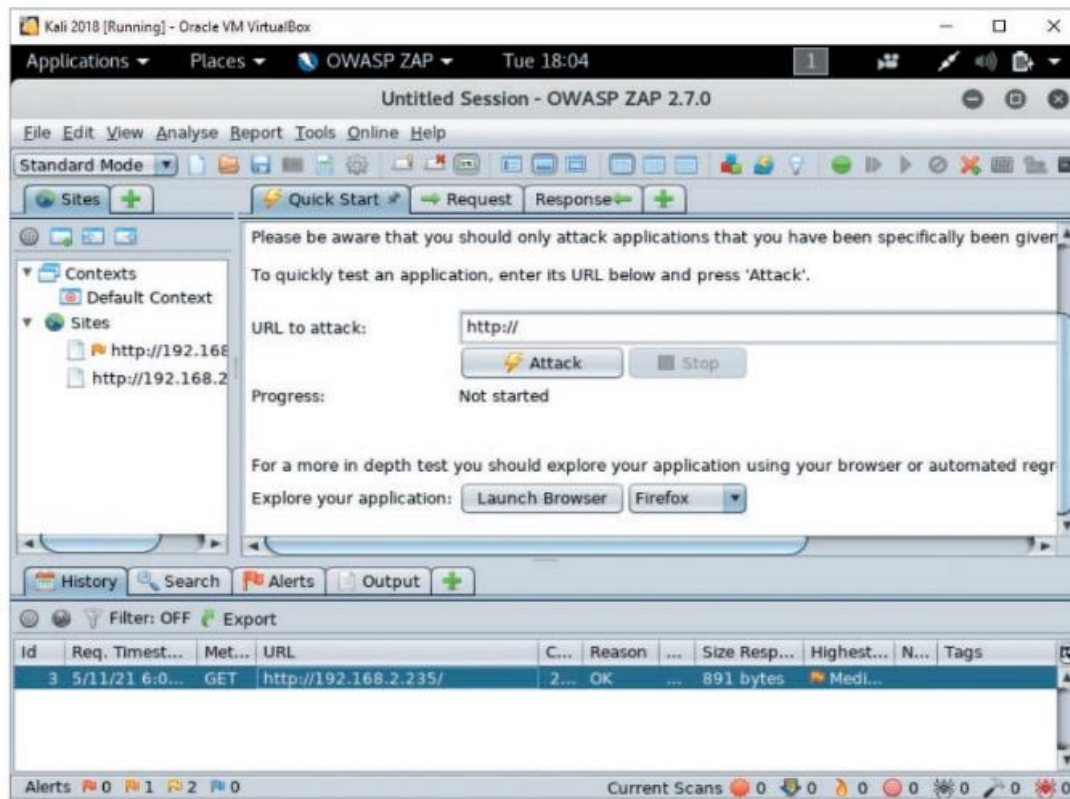 Kali 2018 [Running] - Oracle VM VirtualBox
Applications Places OWASP ZAP Tue 18:04 1
Untitled Session - OWASP ZAP 2.7.0
File Edit View Analyse Report Tools Online Help
Standard Mode
Sites
Quick Start Request Response
Please be aware that you should only attack applications that you have been specifically been given
Contexts
To quickly test an application, enter its URL below and press 'Attack'.
Default Context
Sites
URL to attack: http://
http://192.168
Attack Stop
http://192.168.2
Progress: Not started
For a more in depth test you should explore your application using your browser or automated regr
Explore your application: Launch Browser Firefox
History Search Alerts Output
Filter: OFF Export
Id Req. Timest... Met... URL C... Reason ... Size Resp... Highest... N... Tags
3 5/11/21 6:0... GET http://192.168.2.235/ 2... OK ... 891 bytes Medi...
Alerts 0 1 2 0 Current Scans 0 0 0 0 0 0 0